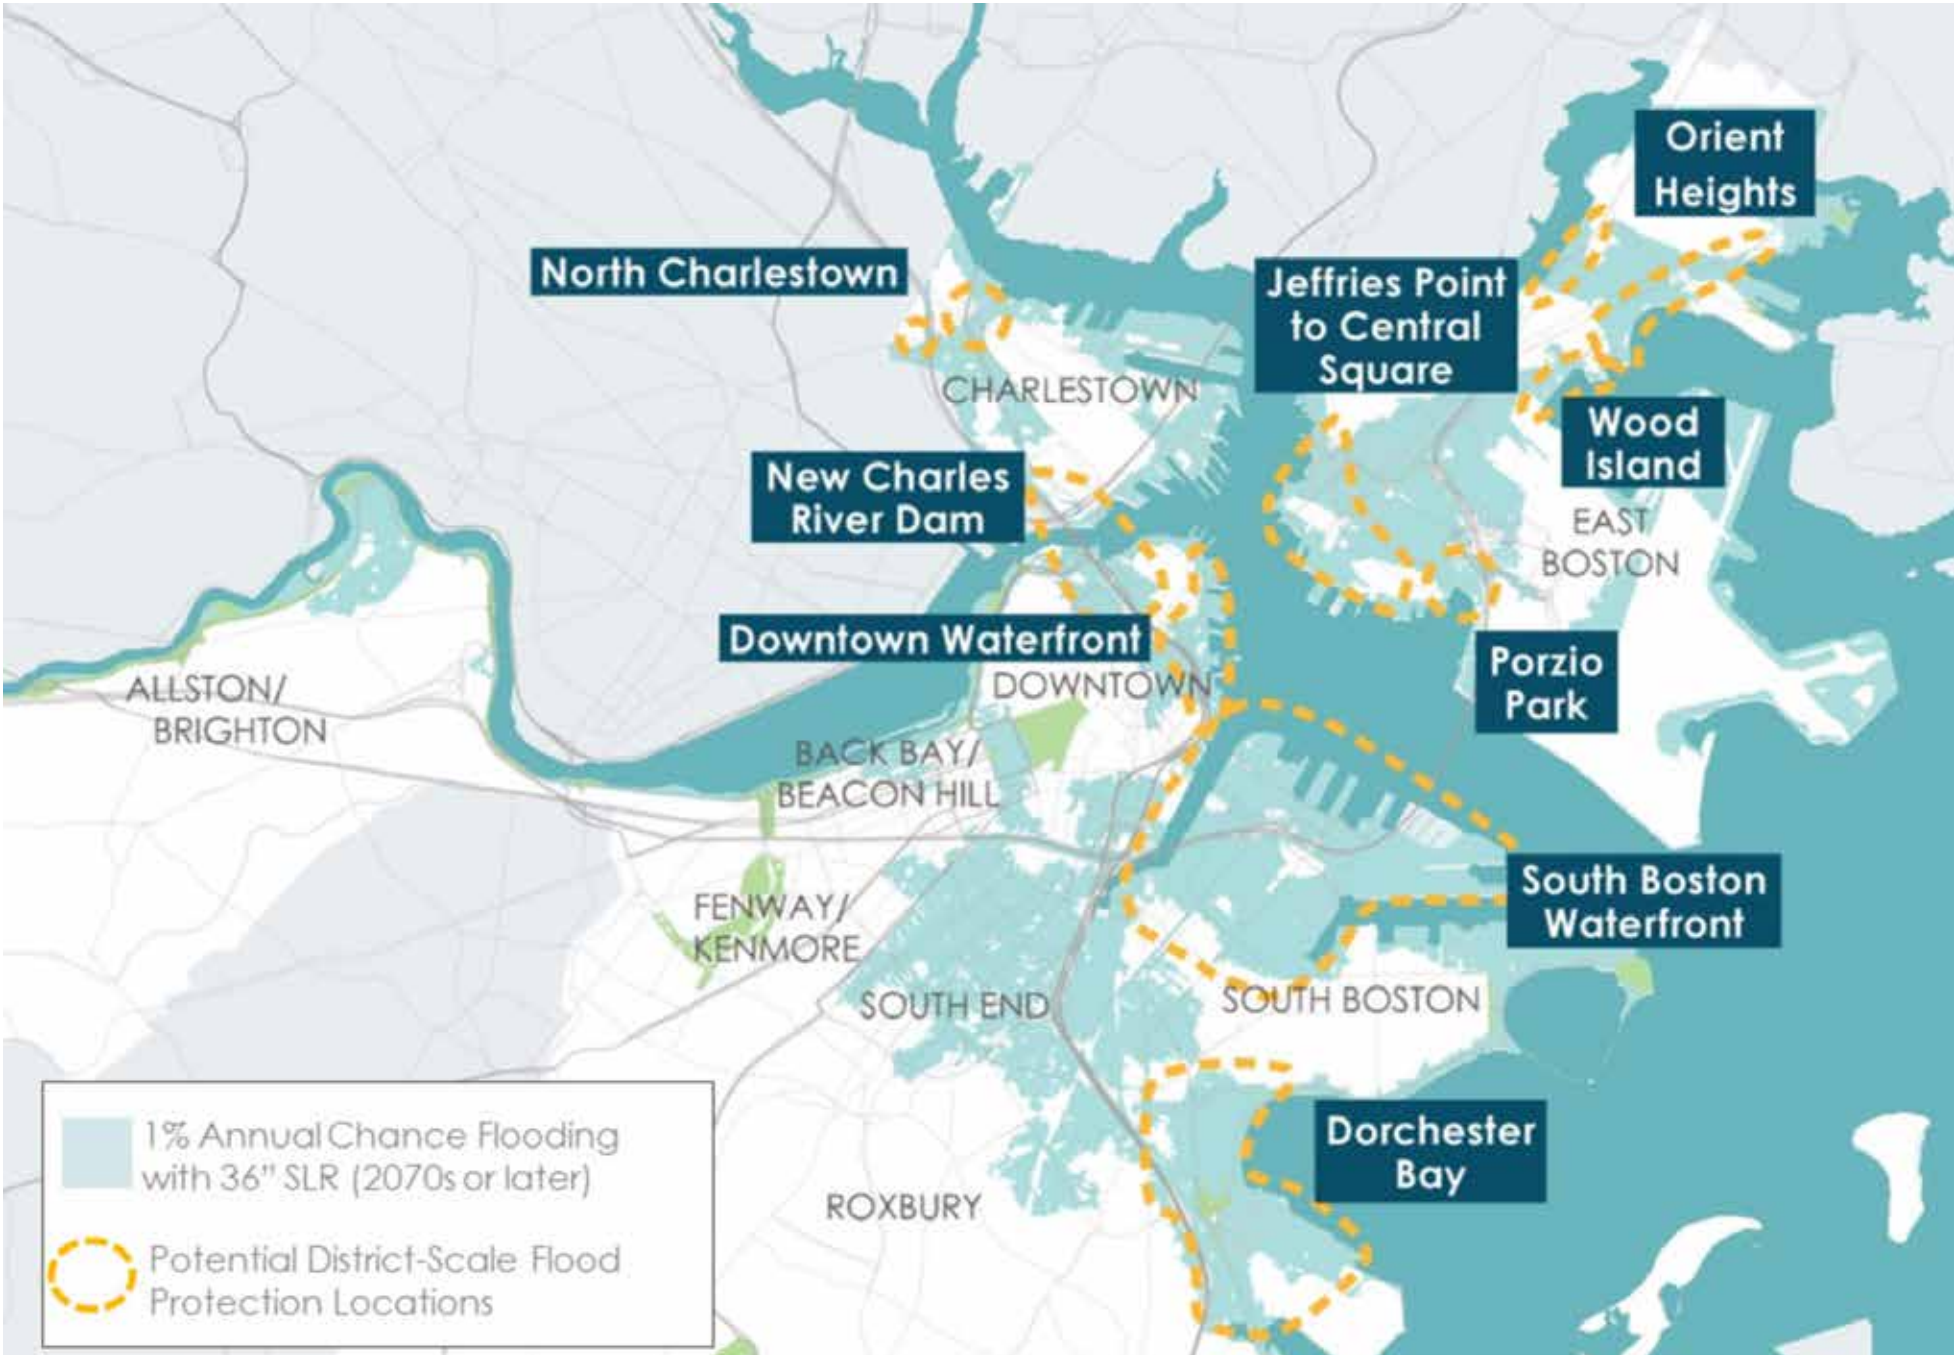 Orient
Heights
North Charlestown
Jeffries Point
to Central
Square
CHARLESTOWN
Wood
Island
New Charles
River Dam
EAST
BOSTON
Downtown Waterfront
Porzio
Park
DOWNTOWN
ALLSTON/
BRIGHTON
BACK BAY/
BEACON HILL
South Boston
Waterfront
FENWAY/
KENMORE
SOUTH END
SOUTH BOSTON
Dorchester
Bay
ROXBURY
1% Annual Chance Flooding
with 36" SLR (2070s or later)
Potential District-Scale Flood
Protection Locations